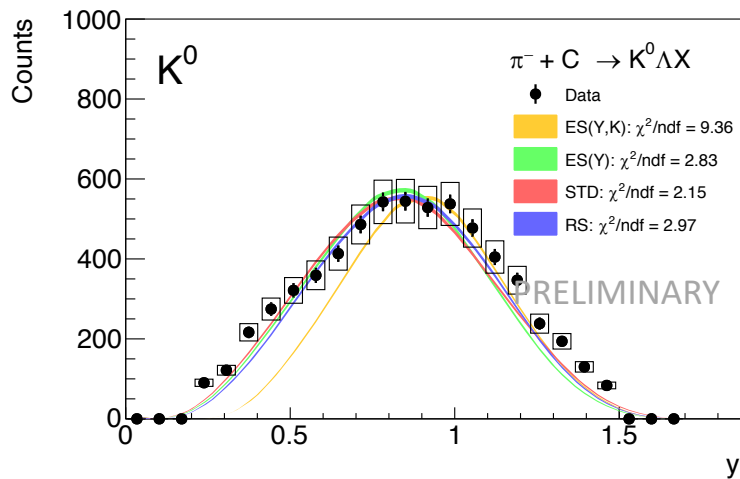 1000
Counts
K⁰
π⁻ + C → K⁰ΛX
Data
ES(Y,K): χ²/ndf = 9.36
ES(Y): χ²/ndf = 2.83
STD: χ²/ndf = 2.15
RS: χ²/ndf = 2.97
800
600
400
PRELIMINARY
200
0
0 0.5 1 1.5
y